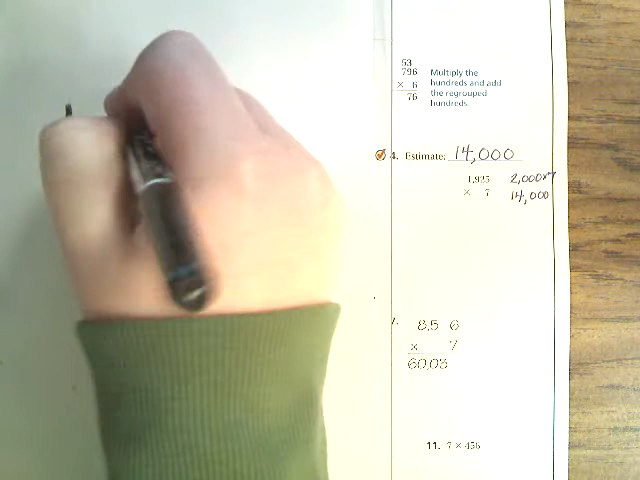 53
796
× 6
76
Multiply the
hundreds and add
the regrouped
hundreds.
4. Estimate: 14,000
1,925
× 7
2,000×7
14,000
8.5 6
× 7
60.03
11. 7 × 456